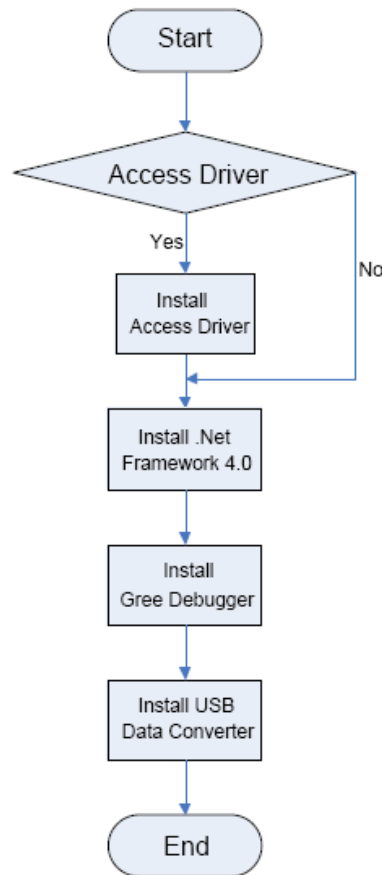 Start
Access Driver
Yes
No
Install
Access Driver
Install .Net
Framework 4.0
Install
Gree Debugger
Install USB
Data Converter
End